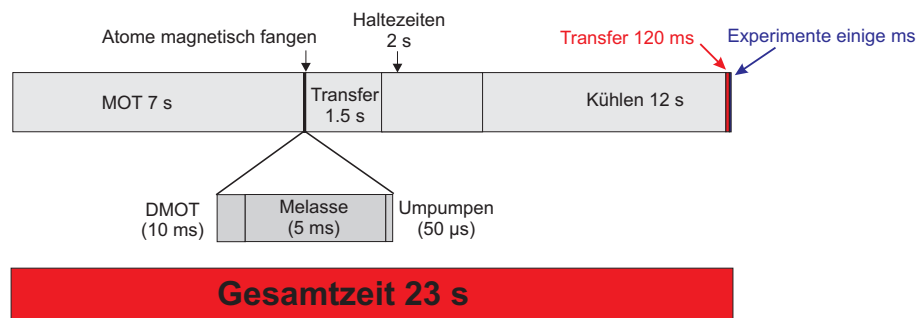 Haltezeiten
2 s
Atome magnetisch fangen
Transfer 120 ms
Experimente einige ms
MOT 7 s
Transfer
1.5 s
Kühlen 12 s
DMOT
(10 ms)
Melasse
(5 ms)
Umpumpen
(50 µs)
Gesamtzeit 23 s